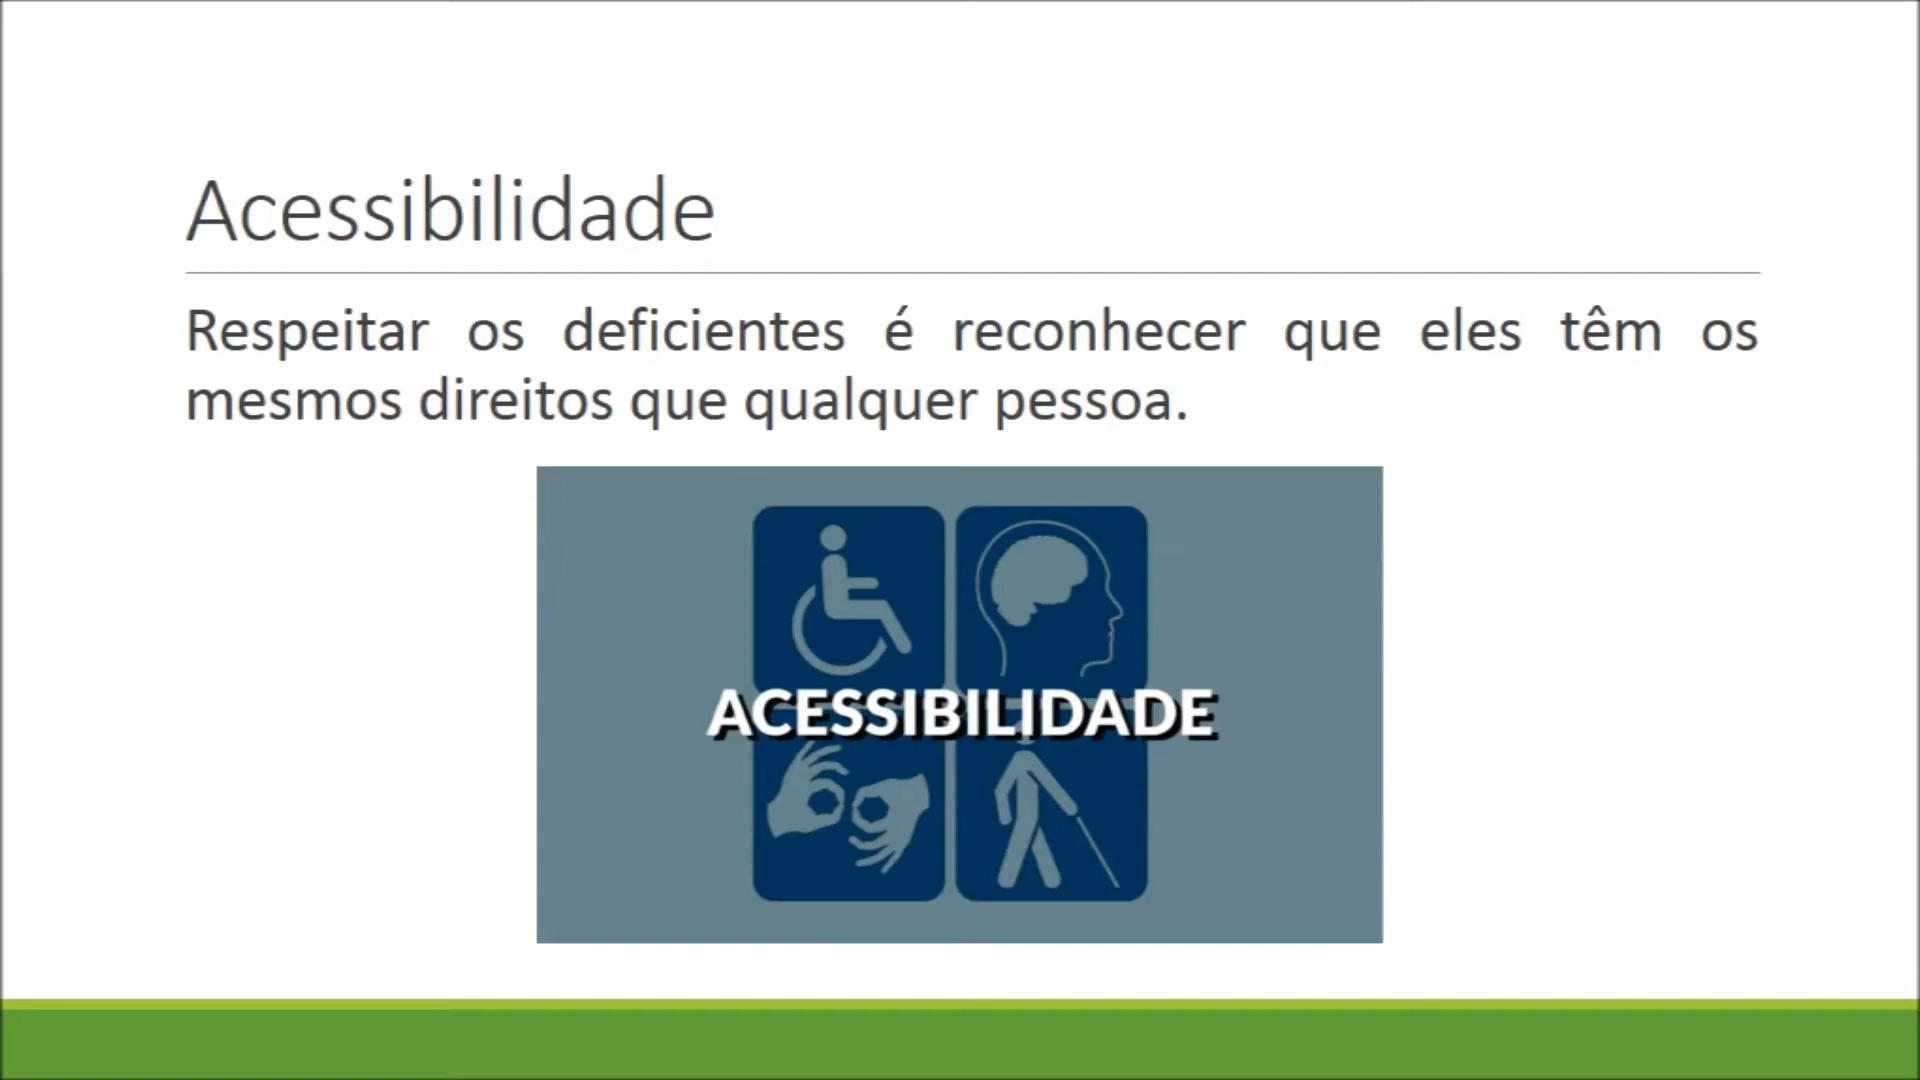 Acessibilidade
Respeitar os deficientes é reconhecer que eles têm os
mesmos direitos que qualquer pessoa.
ACESSIBILIDADE